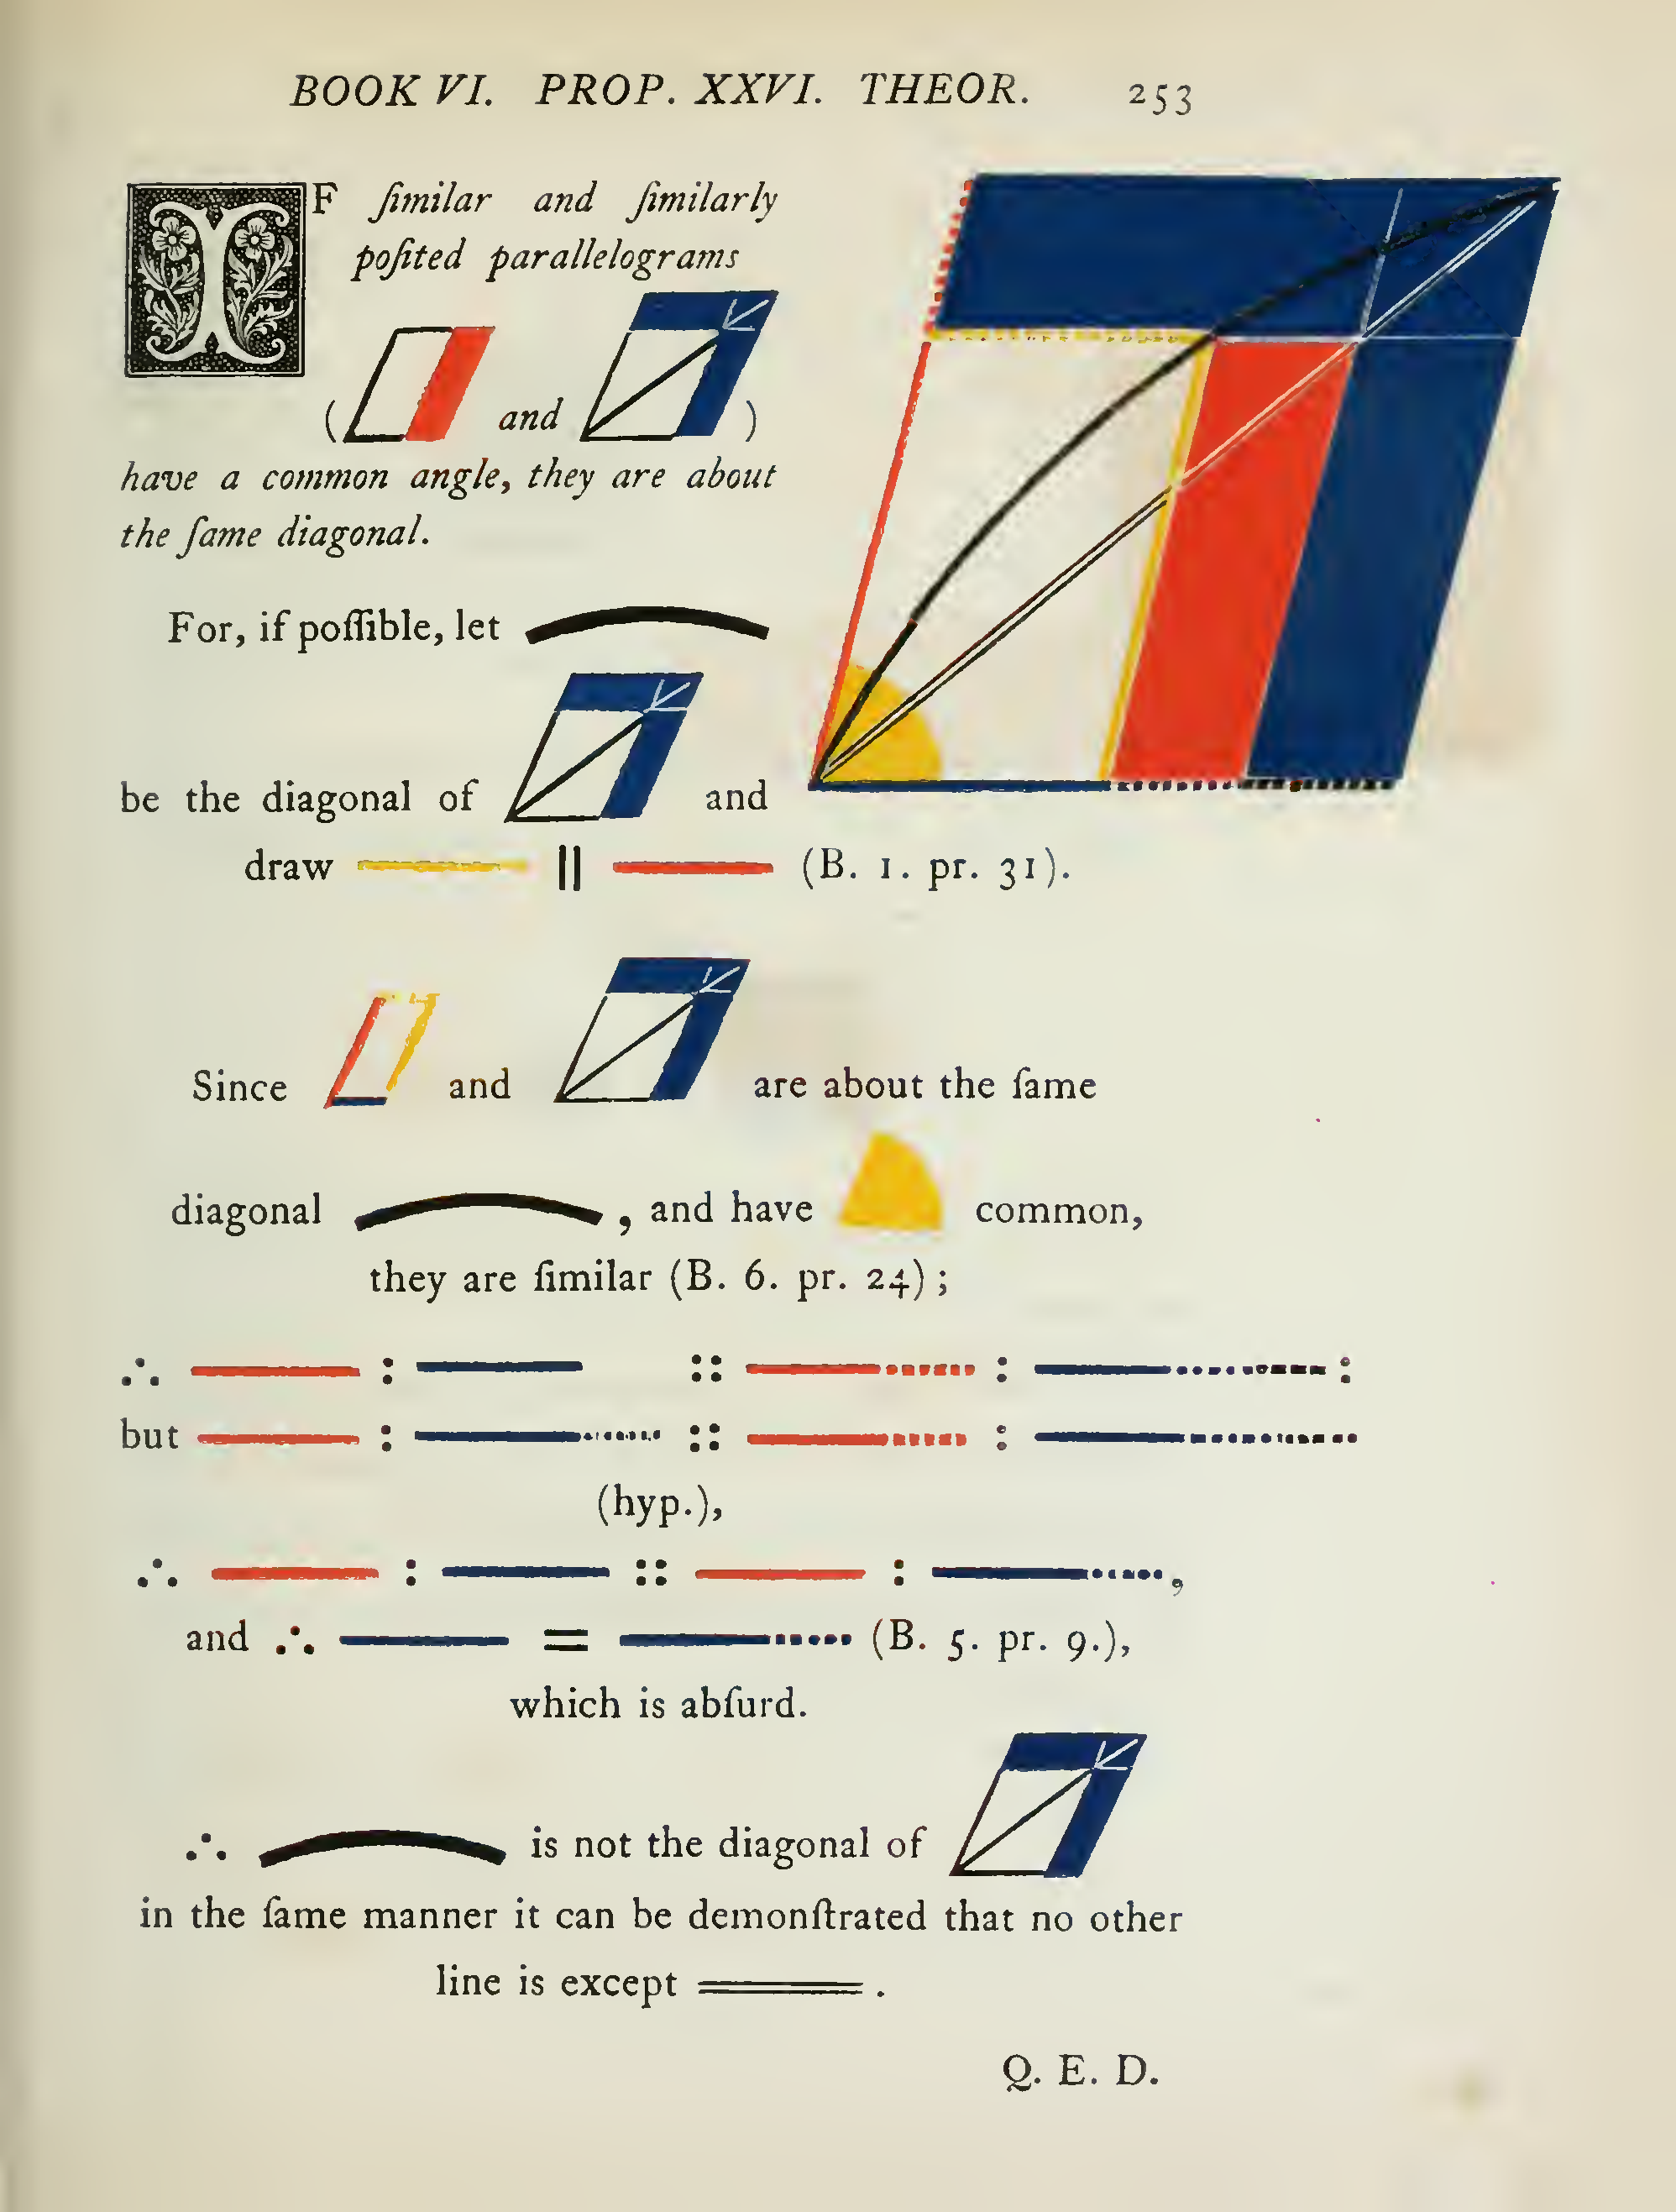 BOOK VI. PROP. XXVI. THEOR. 253
IF ſimilar and ſimilarly
poſited parallelograms
( and )
have a common angle, they are about
the ſame diagonal.
For, if poſſible, let
be the diagonal of and
draw || (B. 1. pr. 31).
Since and are about the ſame
diagonal , and have common,
they are ſimilar (B. 6. pr. 24) ;
∴ : :: : :
but : :: :
(hyp.),
∴ : :: : ,
and ∴ = (B. 5. pr. 9.),
which is abſurd.
∴ is not the diagonal of
in the ſame manner it can be demonſtrated that no other
line is except .
Q. E. D.